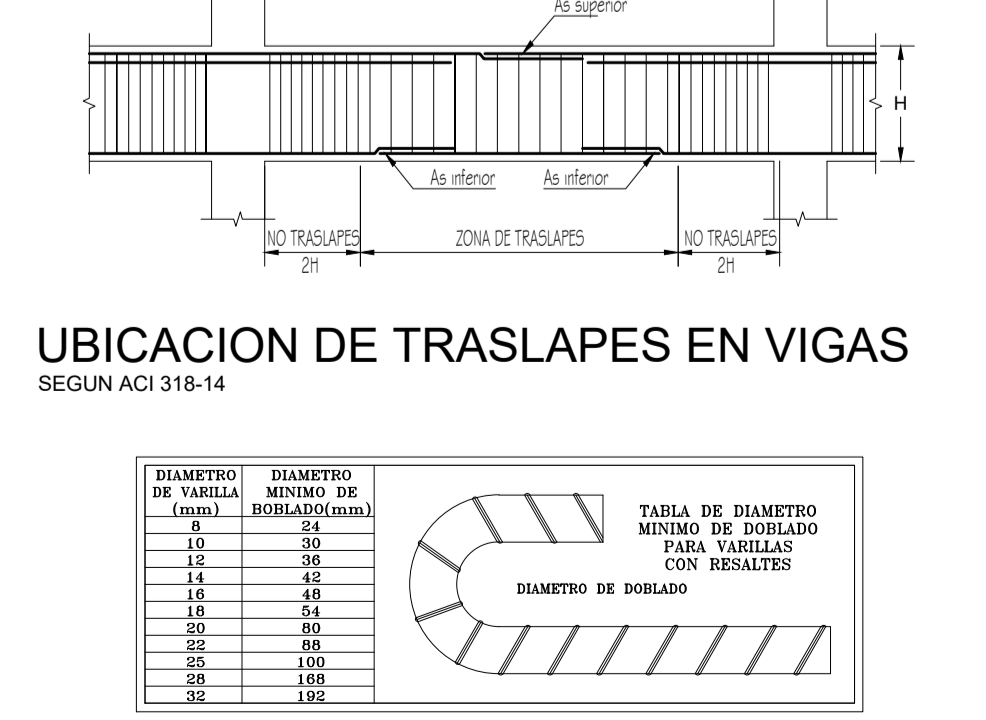 As superior
H
As inferior As inferior
NO TRASLAPES ZONA DE TRASLAPES NO TRASLAPES
2H 2H
UBICACION DE TRASLAPES EN VIGAS
SEGUN ACI 318-14
DIAMETRO DE VARILLA (mm) DIAMETRO MINIMO DE BOBLADO(mm)
8 24
10 30
12 36
14 42
16 48
18 54
20 80
22 88
25 100
28 168
32 192
TABLA DE DIAMETRO
MINIMO DE DOBLADO
PARA VARILLAS
CON RESALTES
DIAMETRO DE DOBLADO